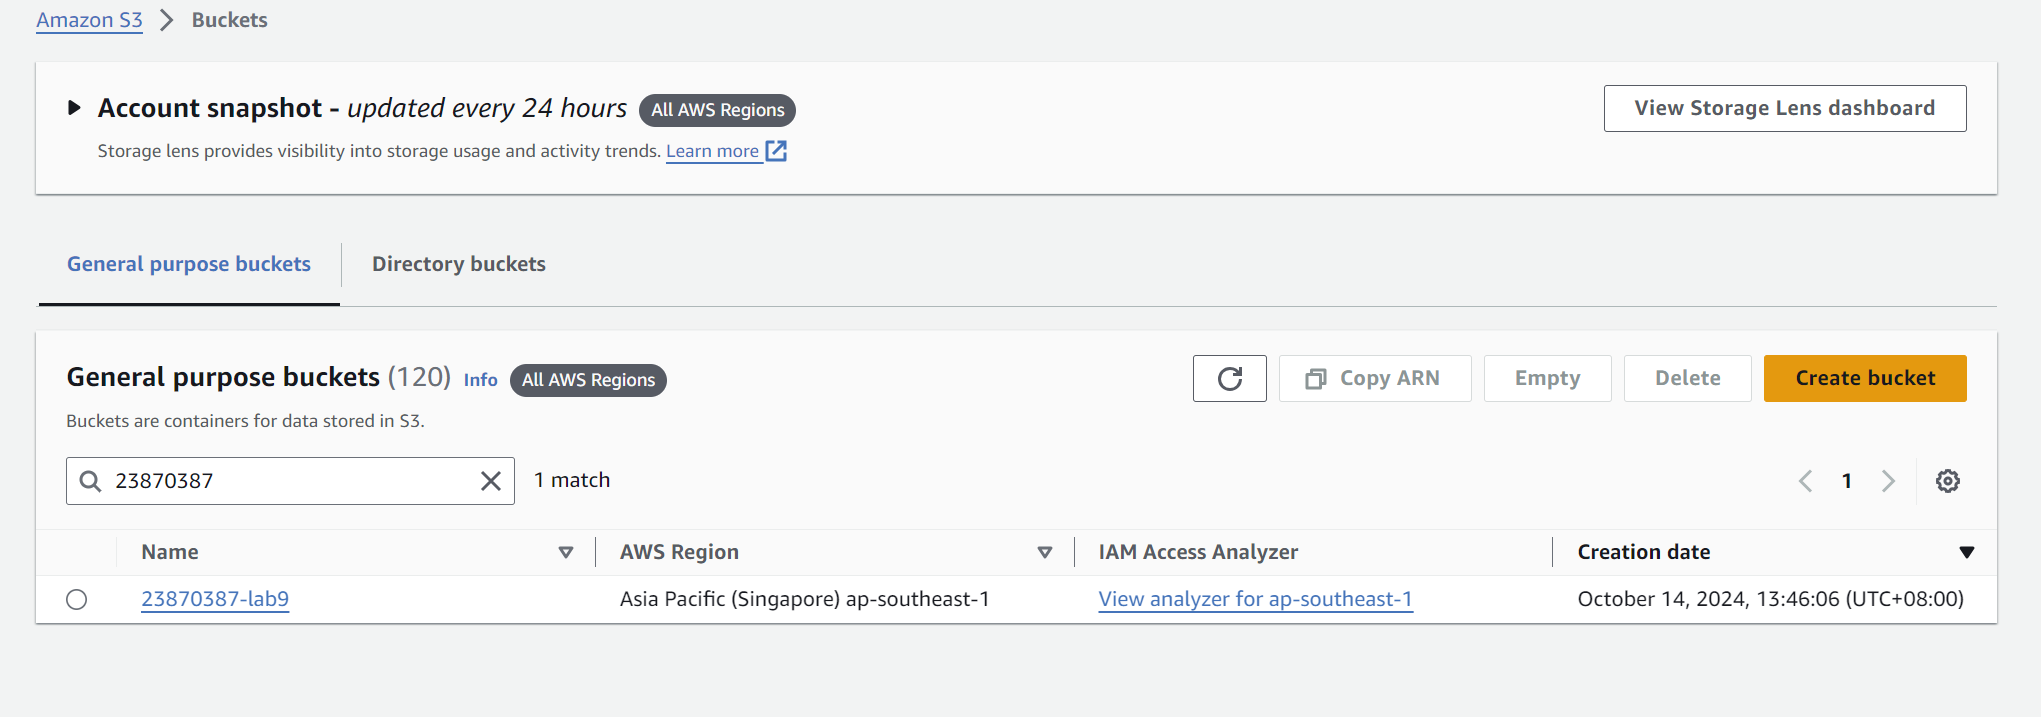 Amazon S3 > Buckets
Account snapshot - updated every 24 hours All AWS Regions
View Storage Lens dashboard
Storage lens provides visibility into storage usage and activity trends. Learn more
General purpose buckets
Directory buckets
General purpose buckets (120) Info All AWS Regions
Copy ARN
Empty
Delete
Create bucket
Buckets are containers for data stored in S3.
23870387
1 match
1
Name
AWS Region
IAM Access Analyzer
Creation date
23870387-lab9
Asia Pacific (Singapore) ap-southeast-1
View analyzer for ap-southeast-1
October 14, 2024, 13:46:06 (UTC+08:00)